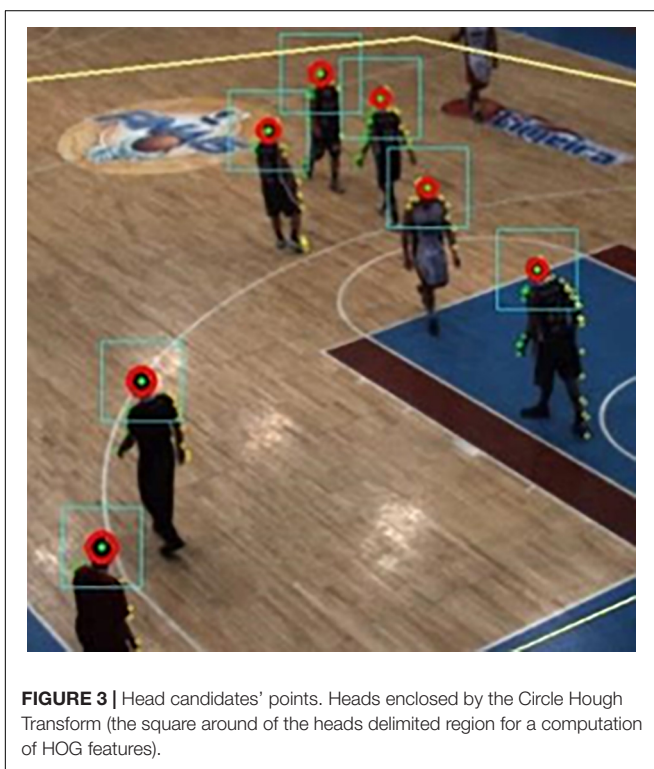 FIGURE 3 | Head candidates’ points. Heads enclosed by the Circle Hough
Transform (the square around of the heads delimited region for a computation
of HOG features).